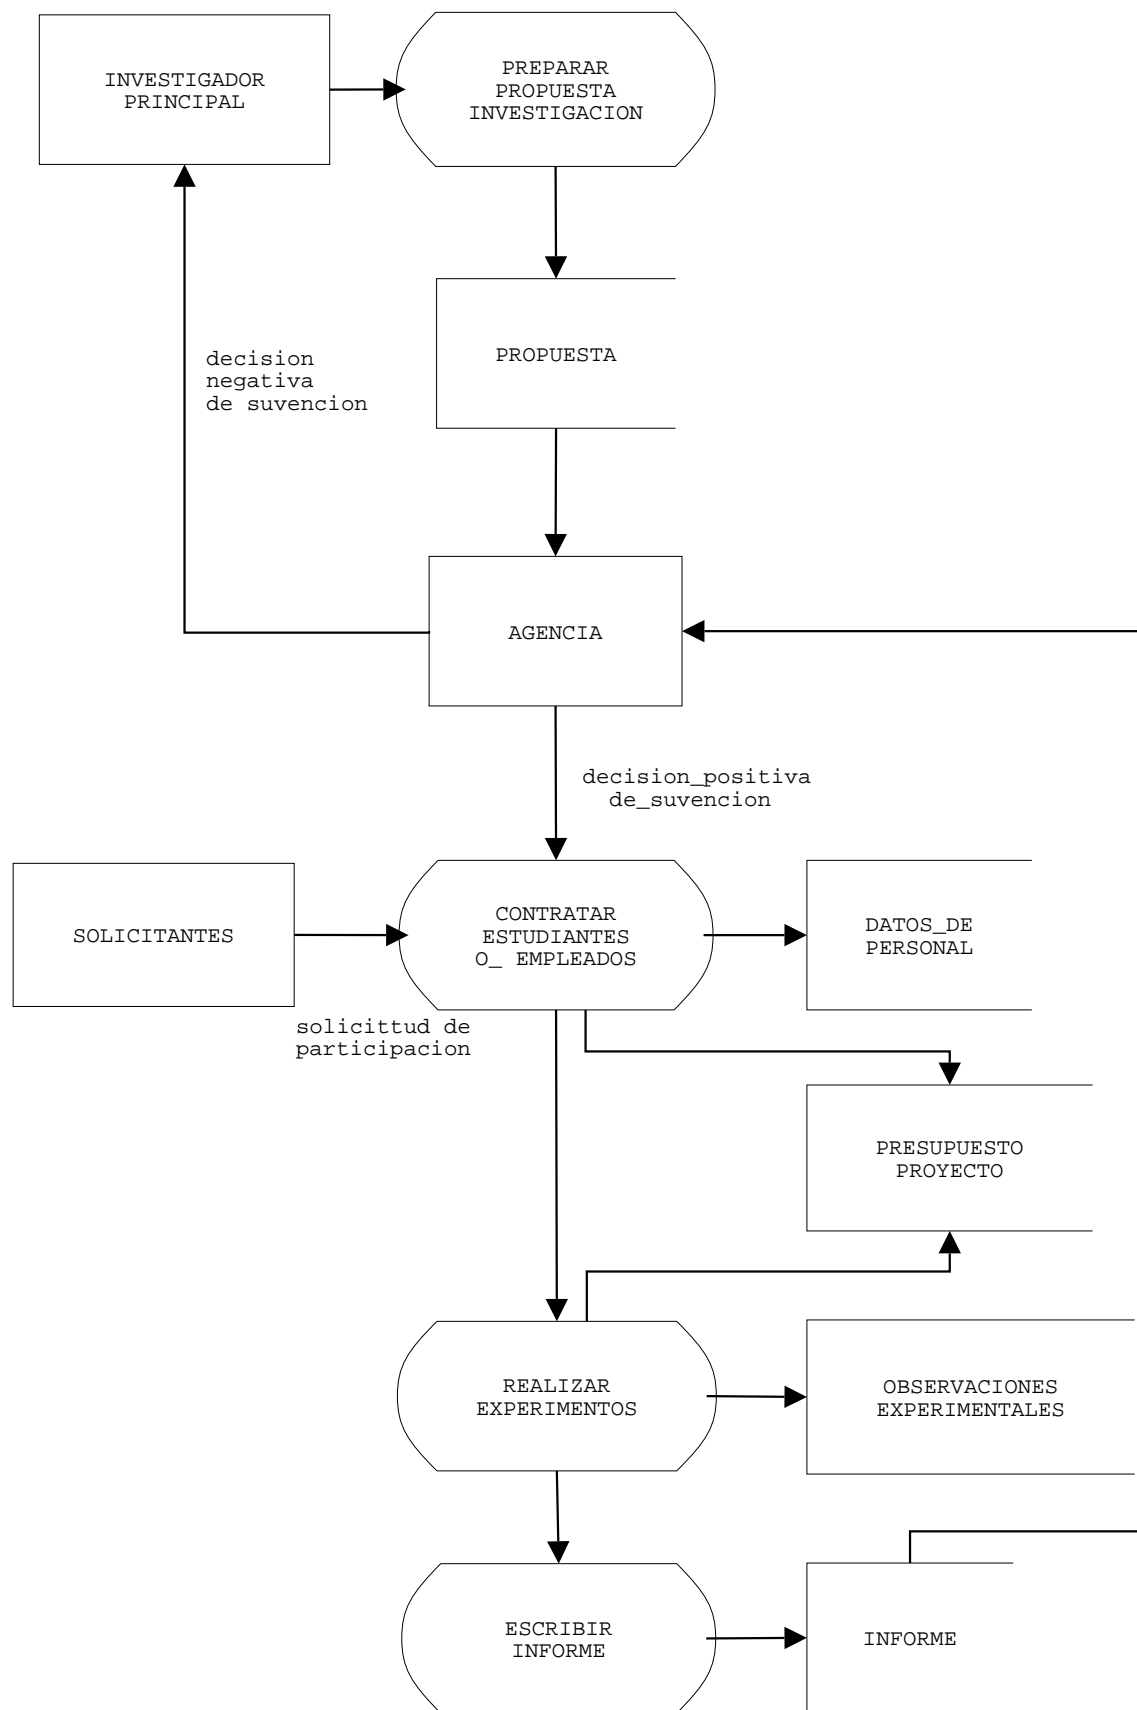 INVESTIGADOR
PRINCIPAL
PREPARAR
PROPUESTA
INVESTIGACION
decision
negativa
de suvencion
PROPUESTA
AGENCIA
decision_positiva
de_suvencion
SOLICITANTES
CONTRATAR
ESTUDIANTES
O_ EMPLEADOS
DATOS_DE
PERSONAL
solicittud de
participacion
PRESUPUESTO
PROYECTO
REALIZAR
EXPERIMENTOS
OBSERVACIONES
EXPERIMENTALES
ESCRIBIR
INFORME
INFORME